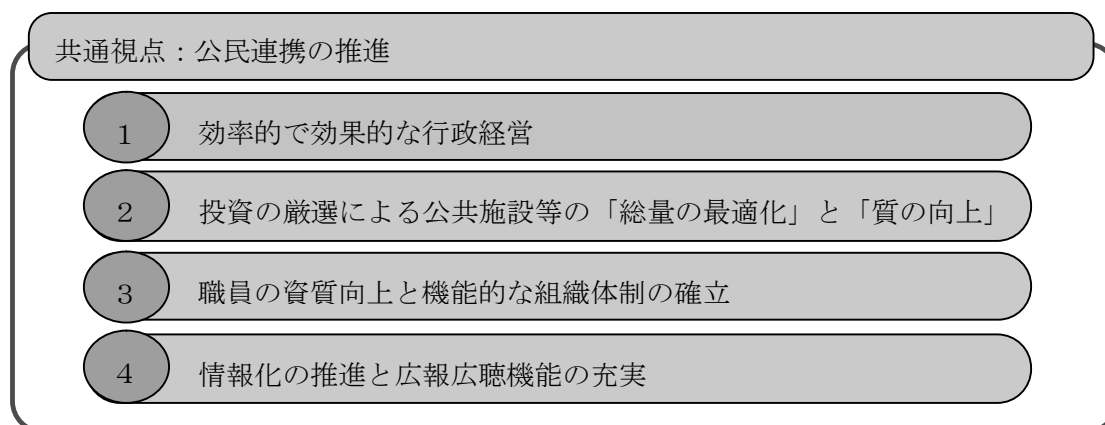 共通視点：公民連携の推進
１ 効率的で効果的な行政経営
２ 投資の厳選による公共施設等の「総量の最適化」と「質の向上」
３ 職員の資質向上と機能的な組織体制の確立
４ 情報化の推進と広報広聴機能の充実